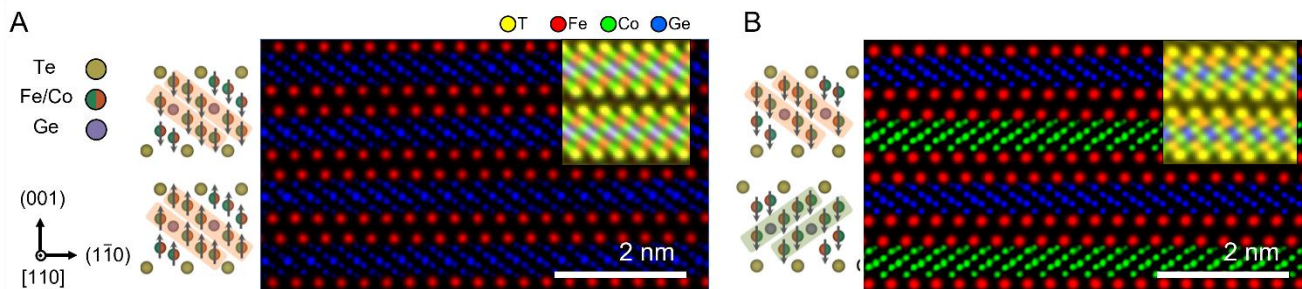 A
T Fe Co Ge
B
Te
Fe/Co
Ge
(001)
(11̅0)
[110]
2 nm
2 nm